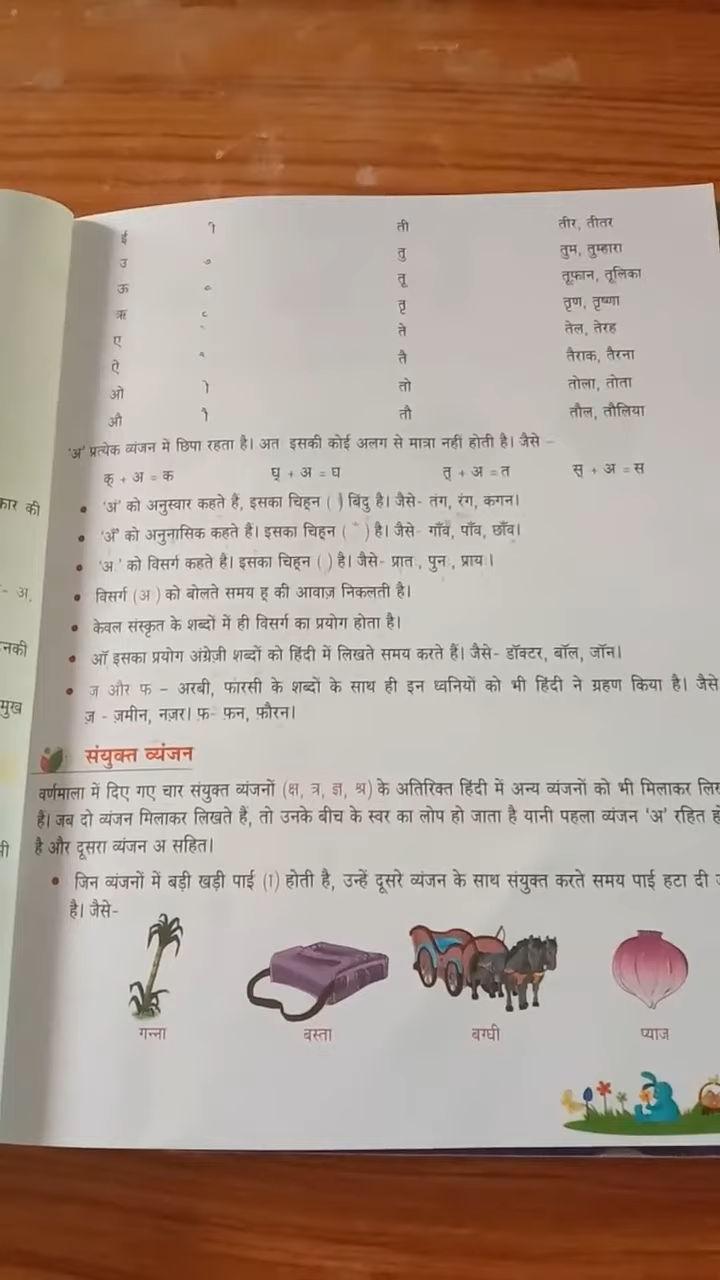 ई ी ती तीर, तीतर
उ ु तु तुम, तुम्हारा
ऊ ू तू तूफ़ान, तूलिका
ऋ ृ तृ तृण, तृष्णा
ए े ते तेल, तेरह
ऐ ै तै तैराक, तैरना
ओ ो तो तोला, तोता
औ ौ तौ तौल, तौलिया
'अ' प्रत्येक व्यंजन में छिपा रहता है। अत इसकी कोई अलग से मात्रा नहीं होती है। जैसे –
क् + अ = क घ् + अ = घ त् + अ = त स् + अ = स
कार की
• 'अं' को अनुस्वार कहते हैं, इसका चिह्न ( ) बिंदु है। जैसे- तंग, रंग, कगन।
• 'अँ' को अनुनासिक कहते हैं। इसका चिह्न ( ँ ) है। जैसे- गाँव, पाँव, छाँव।
• 'अ ' को विसर्ग कहते है। इसका चिह्न ( ) है। जैसे- प्रात , पुन , प्राय ।
- अ,
• विसर्ग (अ ) को बोलते समय ह् की आवाज़ निकलती है।
• केवल संस्कृत के शब्दों में ही विसर्ग का प्रयोग होता है।
नकी
• ऑ इसका प्रयोग अंग्रेज़ी शब्दों को हिंदी में लिखते समय करते हैं। जैसे- डॉक्टर, बॉल, जॉन।
मुख
• ज और फ – अरबी, फारसी के शब्दों के साथ ही इन ध्वनियों को भी हिंदी ने ग्रहण किया है। जैसे
ज़ - ज़मीन, नज़र। फ़- फ़न, फ़ौरन।
संयुक्त व्यंजन
वर्णमाला में दिए गए चार संयुक्त व्यंजनों (क्ष, त्र, ज्ञ, श्र) के अतिरिक्त हिंदी में अन्य व्यंजनों को भी मिलाकर
हैं। जब दो व्यंजन मिलाकर लिखते हैं, तो उनके बीच के स्वर का लोप हो जाता है यानी पहला व्यंजन 'अ' रहित
है और दूसरा व्यंजन अ सहित।
• जिन व्यंजनों में बड़ी खड़ी पाई (ा) होती है, उन्हें दूसरे व्यंजन के साथ संयुक्त करते समय पाई हटा दी
है। जैसे-
गन्ना बस्ता बग्घी प्याज